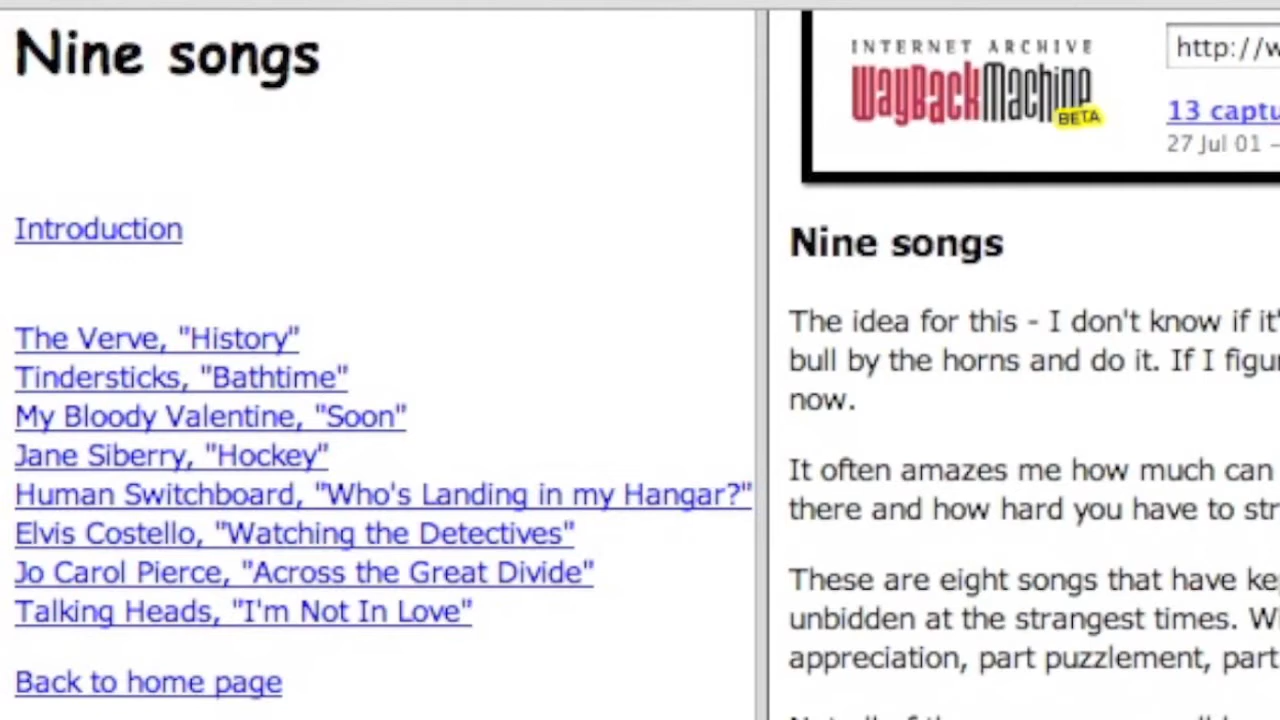 Nine songs
Introduction
The Verve, "History"
Tindersticks, "Bathtime"
My Bloody Valentine, "Soon"
Jane Siberry, "Hockey"
Human Switchboard, "Who's Landing in my Hangar?"
Elvis Costello, "Watching the Detectives"
Jo Carol Pierce, "Across the Great Divide"
Talking Heads, "I'm Not In Love"
Back to home page
INTERNET ARCHIVE
WayBackMachine
BETA
http://w
13 captu
27 Jul 01 –
Nine songs
The idea for this - I don't know if it'
bull by the horns and do it. If I figu
now.
It often amazes me how much can
there and how hard you have to str
These are eight songs that have ke
unbidden at the strangest times. Wi
appreciation, part puzzlement, part